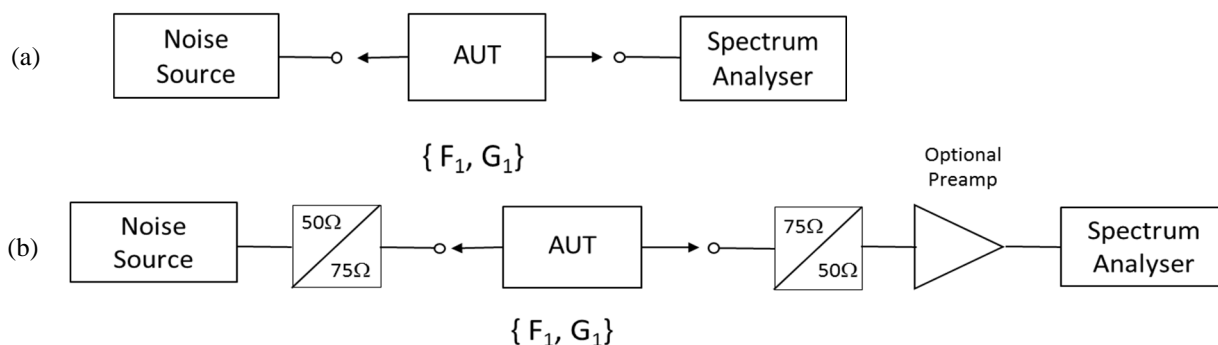 (a)
Noise
Source
AUT
Spectrum
Analyser
{ F₁, G₁}
Optional
Preamp
(b)
Noise
Source
50Ω
75Ω
AUT
75Ω
50Ω
Spectrum
Analyser
{ F₁, G₁}